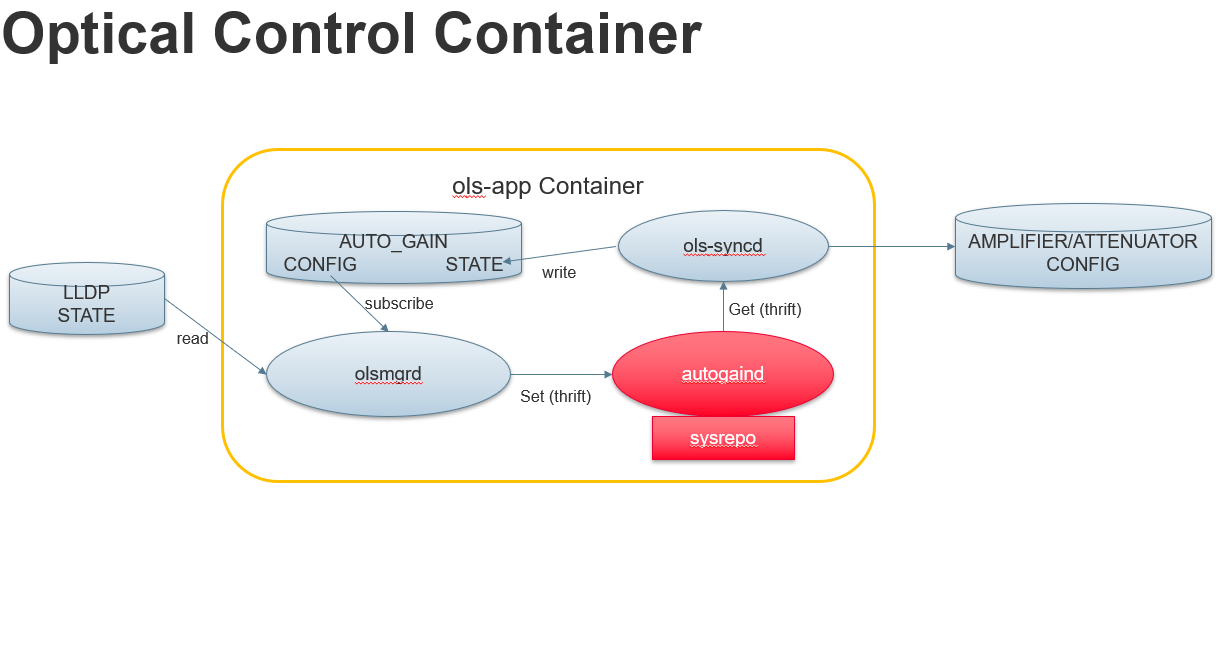 Optical Control Container
ols-app Container
AUTO_GAIN
CONFIG STATE
ols-syncd
AMPLIFIER/ATTENUATOR
CONFIG
write
LLDP
STATE
subscribe
Get (thrift)
read
olsmgrd
autogaind
Set (thrift)
sysrepo